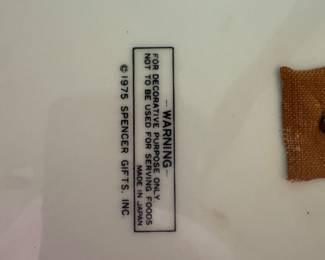 -WARNING-
FOR DECORATIVE PURPOSE ONLY.
NOT TO BE USED FOR SERVING FOODS
MADE IN JAPAN
© 1975 SPENCER GIFTS, INC